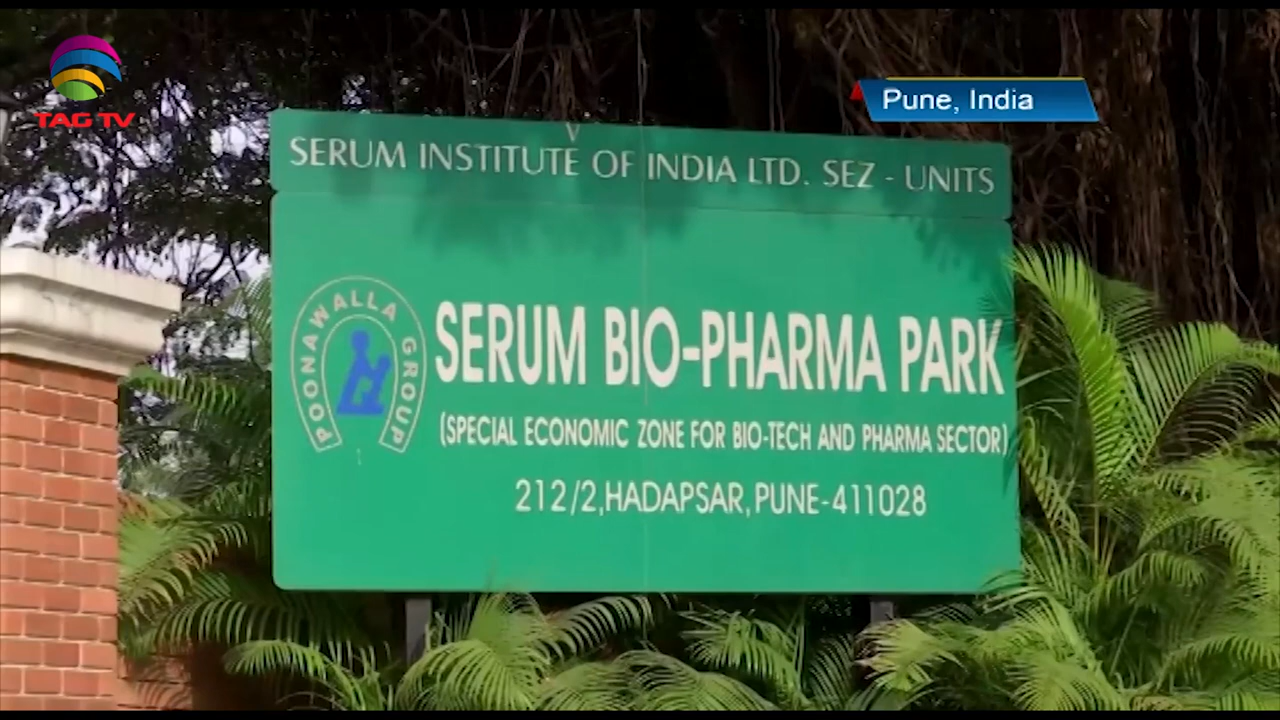 TAG TV
Pune, India
SERUM INSTITUTE OF INDIA LTD. SEZ - UNITS
POONAWALLA GROUP
SERUM BIO-PHARMA PARK
(SPECIAL ECONOMIC ZONE FOR BIO-TECH AND PHARMA SECTOR)
212/2,HADAPSAR,PUNE-411028